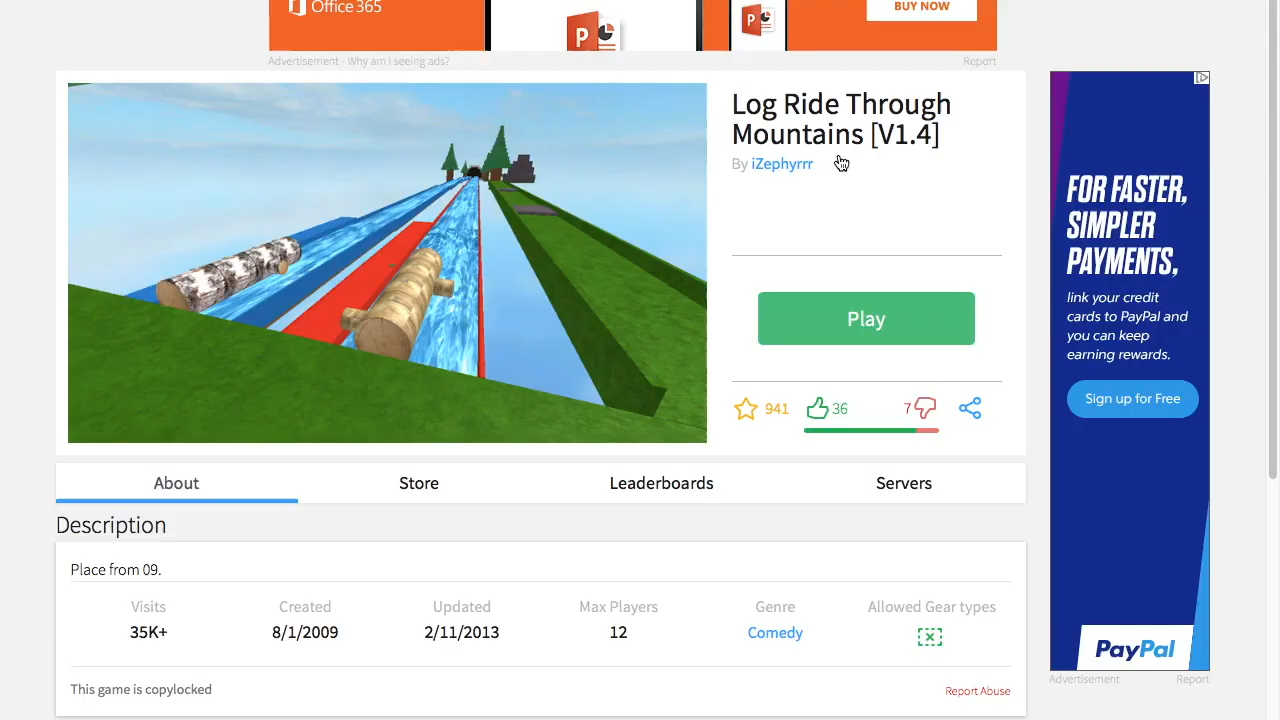 Office 365
BUY NOW
P
P
Advertisement - Why am I seeing ads?
Report
Log Ride Through
Mountains [V1.4]
By iZephyrrr
Play
941
36
7
About
Store
Leaderboards
Servers
Description
Place from 09.
Visits
Created
Updated
Max Players
Genre
Allowed Gear types
35K+
8/1/2009
2/11/2013
12
Comedy
This game is copylocked
Report Abuse
FOR FASTER,
SIMPLER
PAYMENTS,
link your credit
cards to PayPal and
you can keep
earning rewards.
Sign up for Free
PayPal
Advertisement
Report